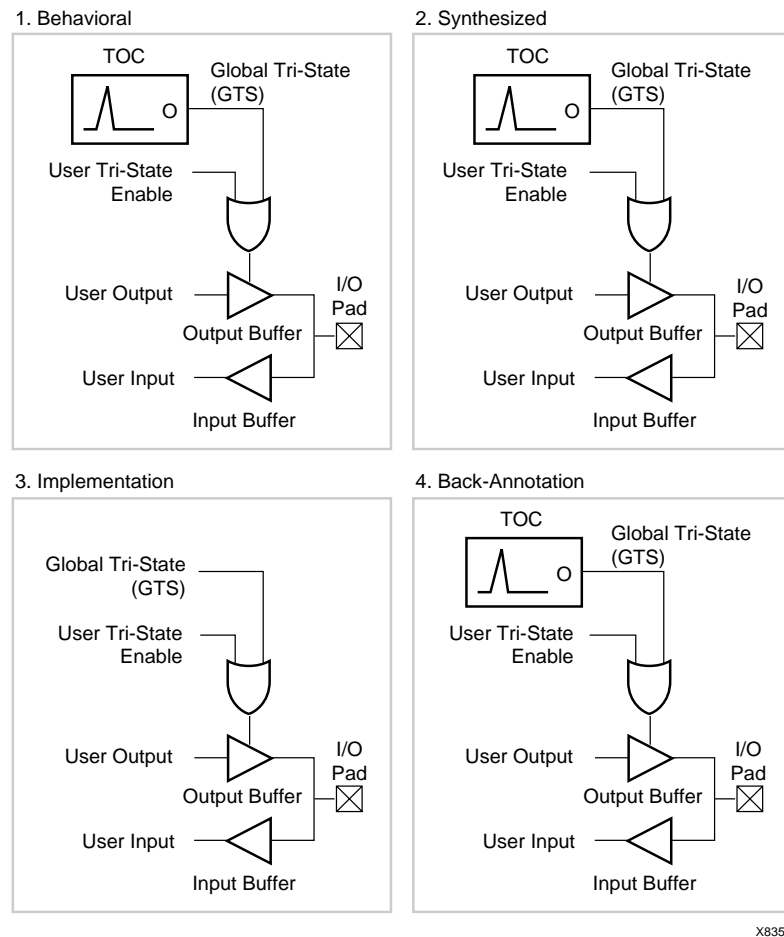 1. Behavioral
TOC
O
Global Tri-State
(GTS)
User Tri-State
Enable
User Output
I/O
Pad
Output Buffer
User Input
Input Buffer
2. Synthesized
TOC
O
Global Tri-State
(GTS)
User Tri-State
Enable
User Output
I/O
Pad
Output Buffer
User Input
Input Buffer
3. Implementation
Global Tri-State
(GTS)
User Tri-State
Enable
User Output
I/O
Pad
Output Buffer
User Input
Input Buffer
4. Back-Annotation
TOC
O
Global Tri-State
(GTS)
User Tri-State
Enable
User Output
I/O
Pad
Output Buffer
User Input
Input Buffer
X835